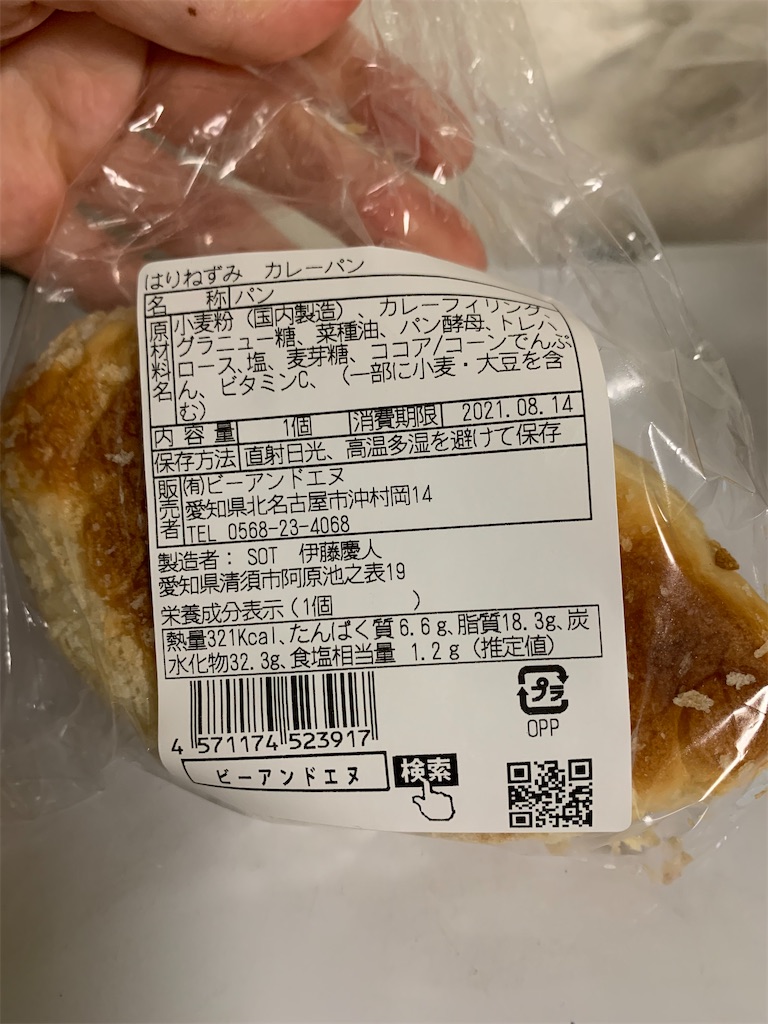 はりねずみ カレーパン
名称 パン
原材料名 小麦粉(国内製造)、カレーフィリング、
グラニュー糖、菜種油、パン酵母、トレハ
ロース、塩、麦芽糖、ココア/コーンでんぷ
ん、ビタミンC、(一部に小麦・大豆を含
む)
内容量 1個 消費期限 2021.08.14
保存方法 直射日光、高温多湿を避けて保存
販売者 (有)ビーアンドエヌ
愛知県北名古屋市沖村岡14
TEL 0568-23-4068
製造者: SOT 伊藤慶人
愛知県清須市阿原池之表19
栄養成分表示(1個 )
熱量321Kcal、たんぱく質6.6g、脂質18.3g、炭
水化物32.3g、食塩相当量 1.2g(推定値)
プラ
OPP
4 571174 523917
ビーアンドエヌ 検索